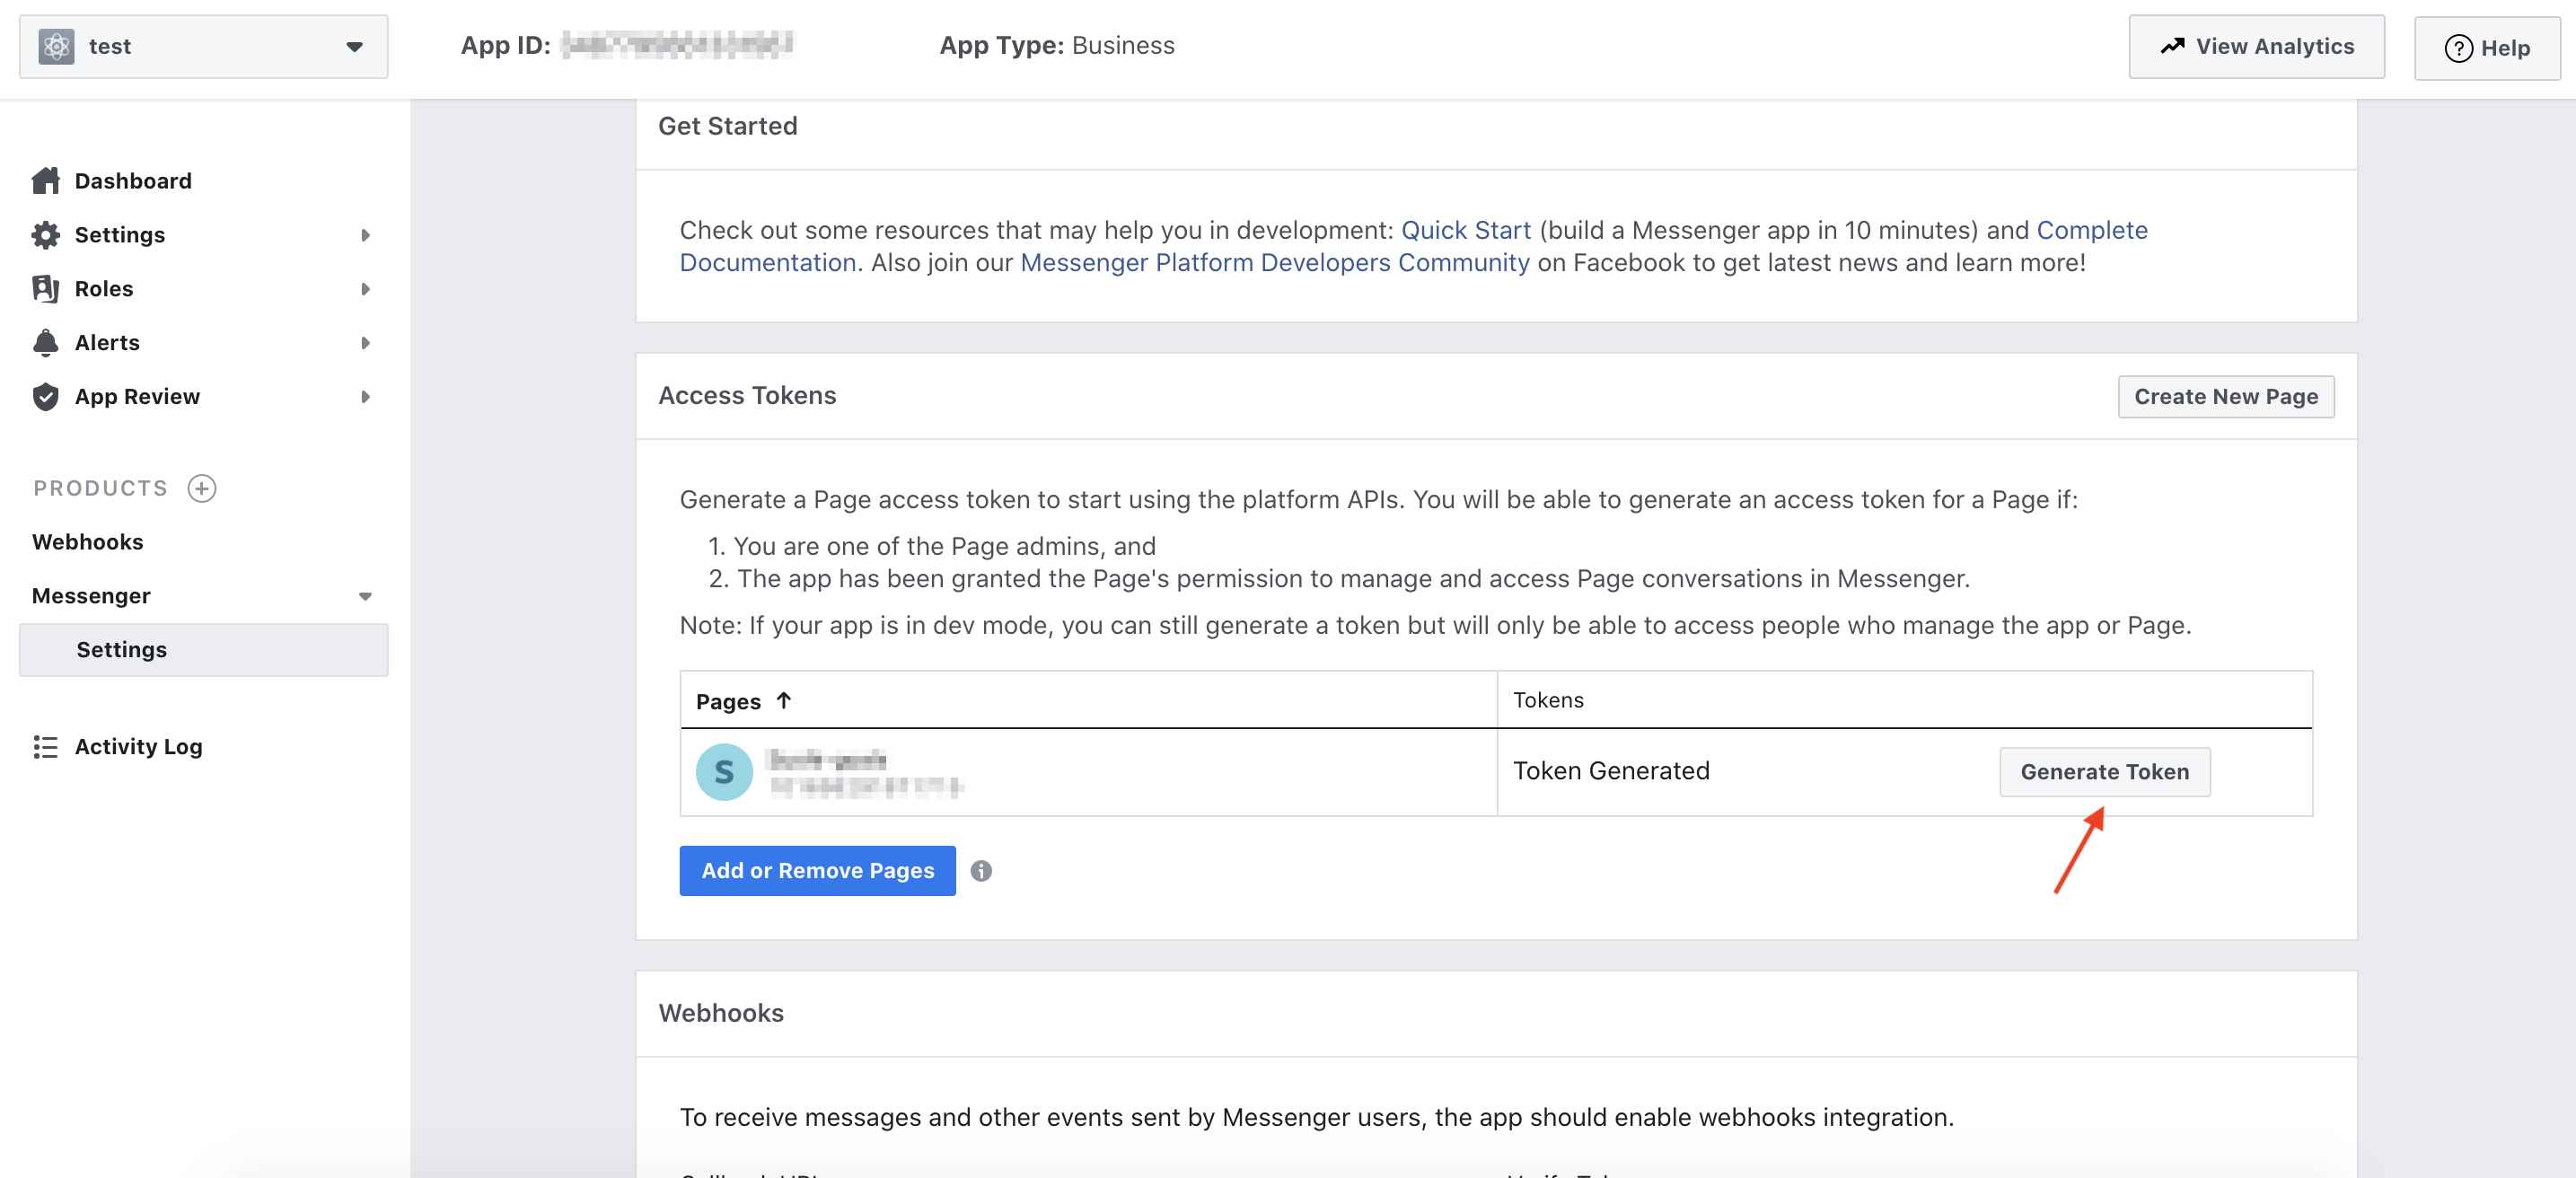 test
App ID:
App Type: Business
View Analytics
Help
Dashboard
Settings
Roles
Alerts
App Review
PRODUCTS
Webhooks
Messenger
Settings
Activity Log
Get Started
Check out some resources that may help you in development: Quick Start (build a Messenger app in 10 minutes) and Complete
Documentation. Also join our Messenger Platform Developers Community on Facebook to get latest news and learn more!
Access Tokens
Create New Page
Generate a Page access token to start using the platform APIs. You will be able to generate an access token for a Page if:
1. You are one of the Page admins, and
2. The app has been granted the Page's permission to manage and access Page conversations in Messenger.
Note: If your app is in dev mode, you can still generate a token but will only be able to access people who manage the app or Page.
Pages
Tokens
S
Token Generated
Generate Token
Add or Remove Pages
Webhooks
To receive messages and other events sent by Messenger users, the app should enable webhooks integration.